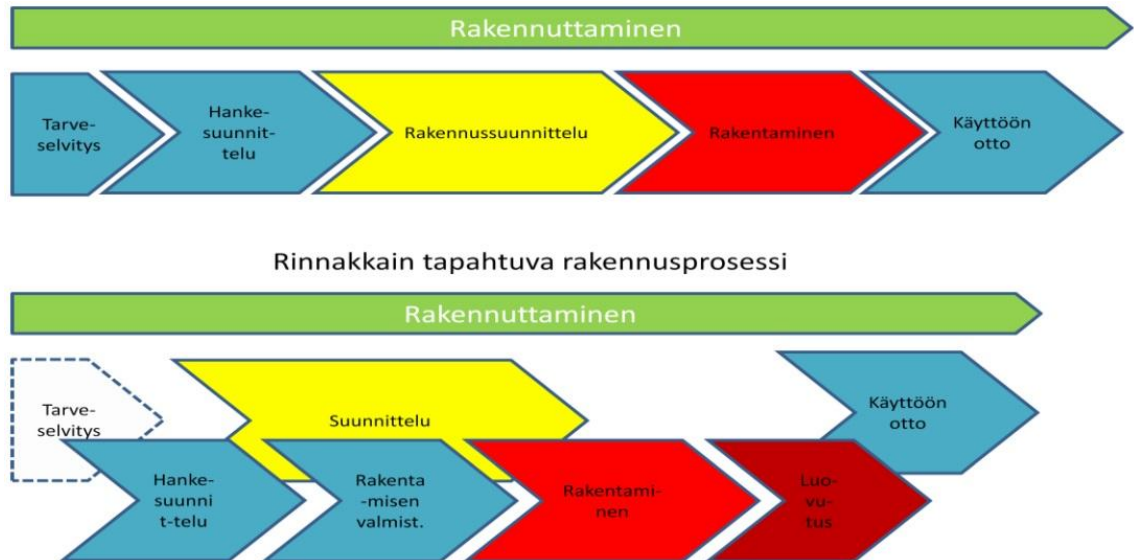 Rakennuttaminen
Tarve-
selvitys
Hanke-
suunnit-
telu
Rakennussuunnittelu
Rakentaminen
Käyttöön
otto
Rinnakkain tapahtuva rakennusprosessi
Rakennuttaminen
Tarve-
selvitys
Suunnittelu
Käyttöön
otto
Hanke-
suunni
t-telu
Rakenta
-misen
valmist.
Rakentami-
nen
Luo-
vu-
tus